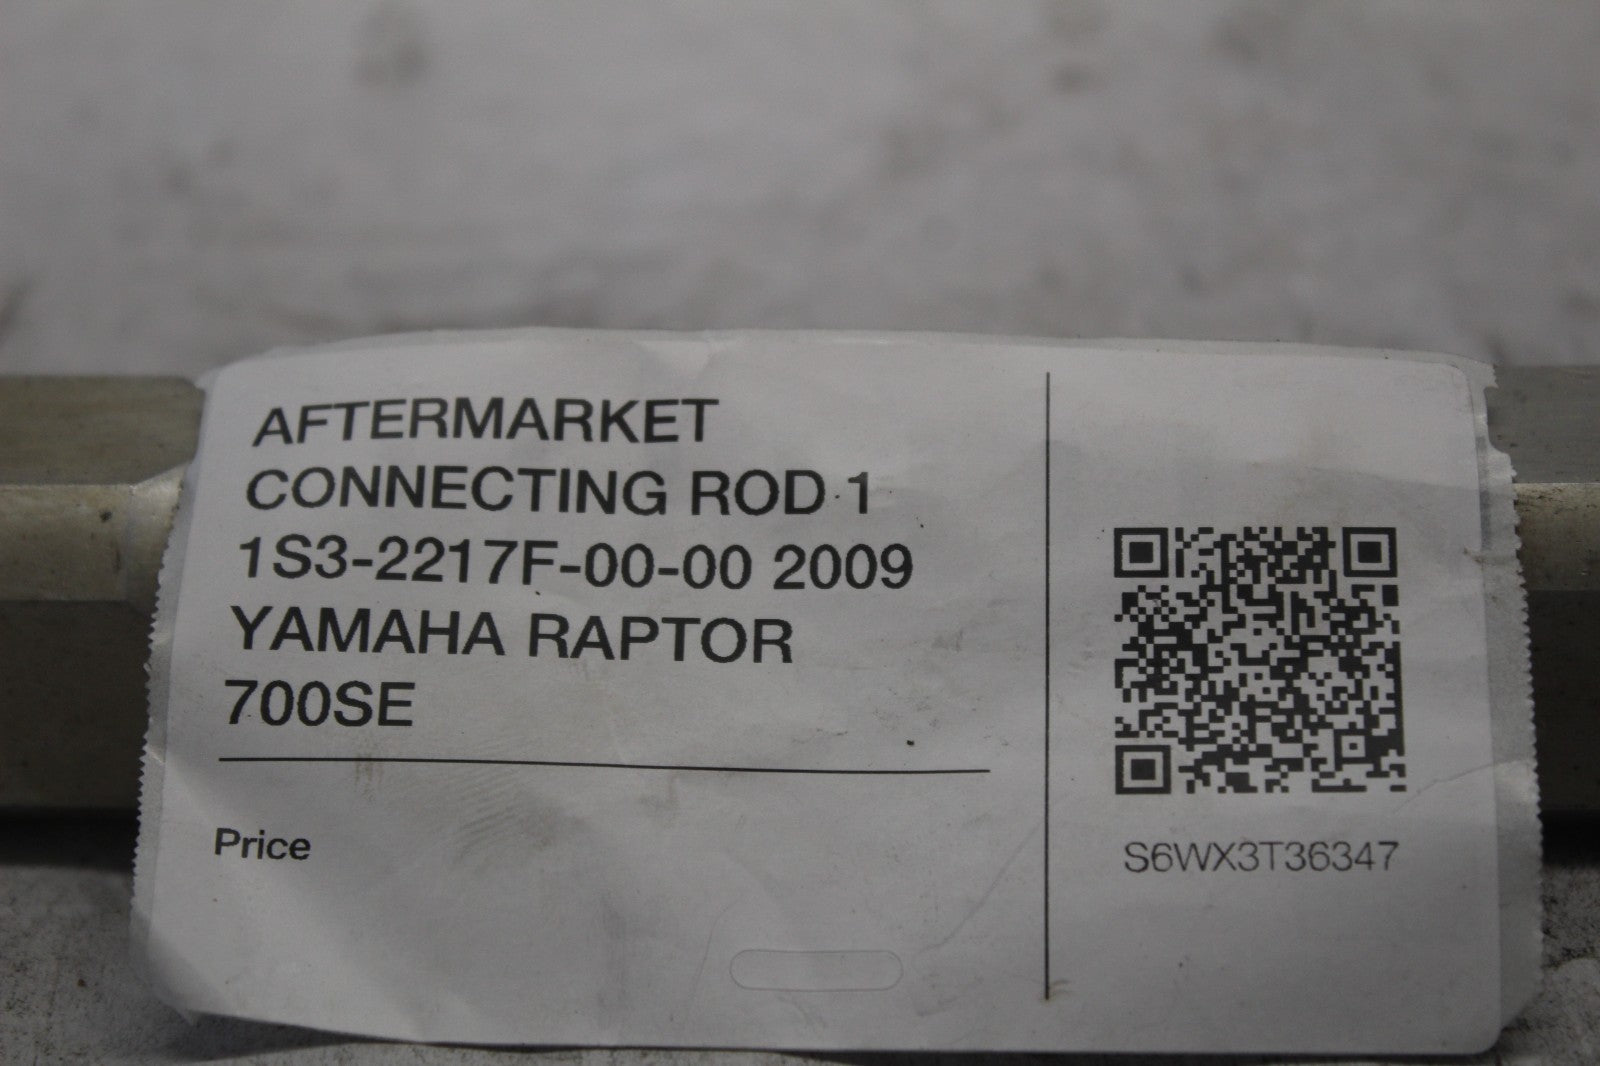 AFTERMARKET
CONNECTING ROD 1
1S3-2217F-00-00 2009
YAMAHA RAPTOR
700SE
Price
S6WX3T36347